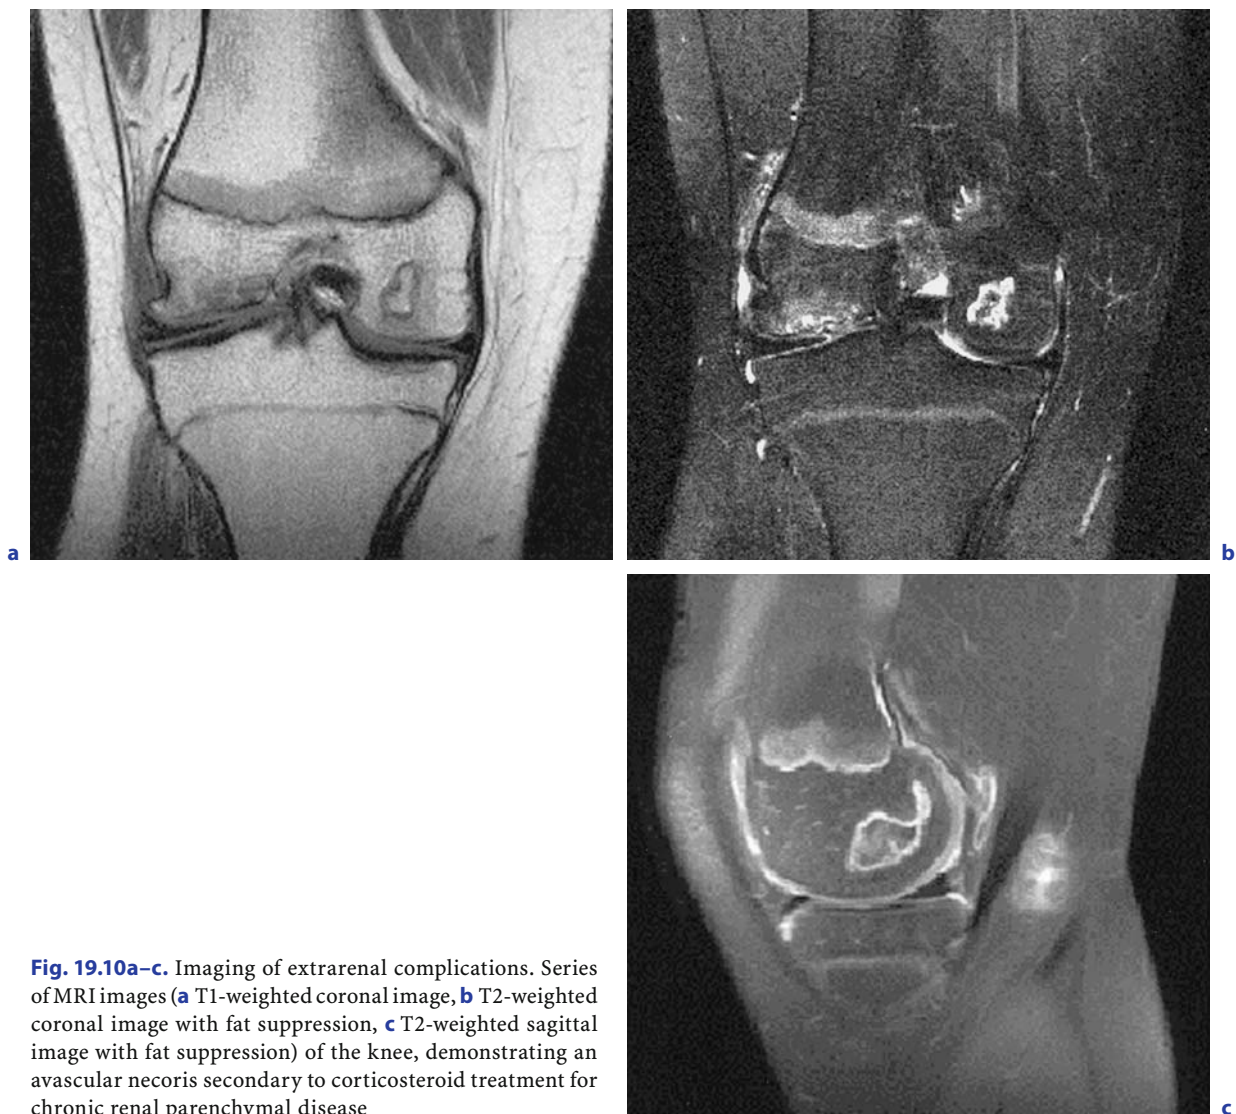 a
b
c
Fig. 19.10a–c. Imaging of extrarenal complications. Series
of MRI images (a T1-weighted coronal image, b T2-weighted
coronal image with fat suppression, c T2-weighted sagittal
image with fat suppression) of the knee, demonstrating an
avascular necoris secondary to corticosteroid treatment for
chronic renal parenchymal disease